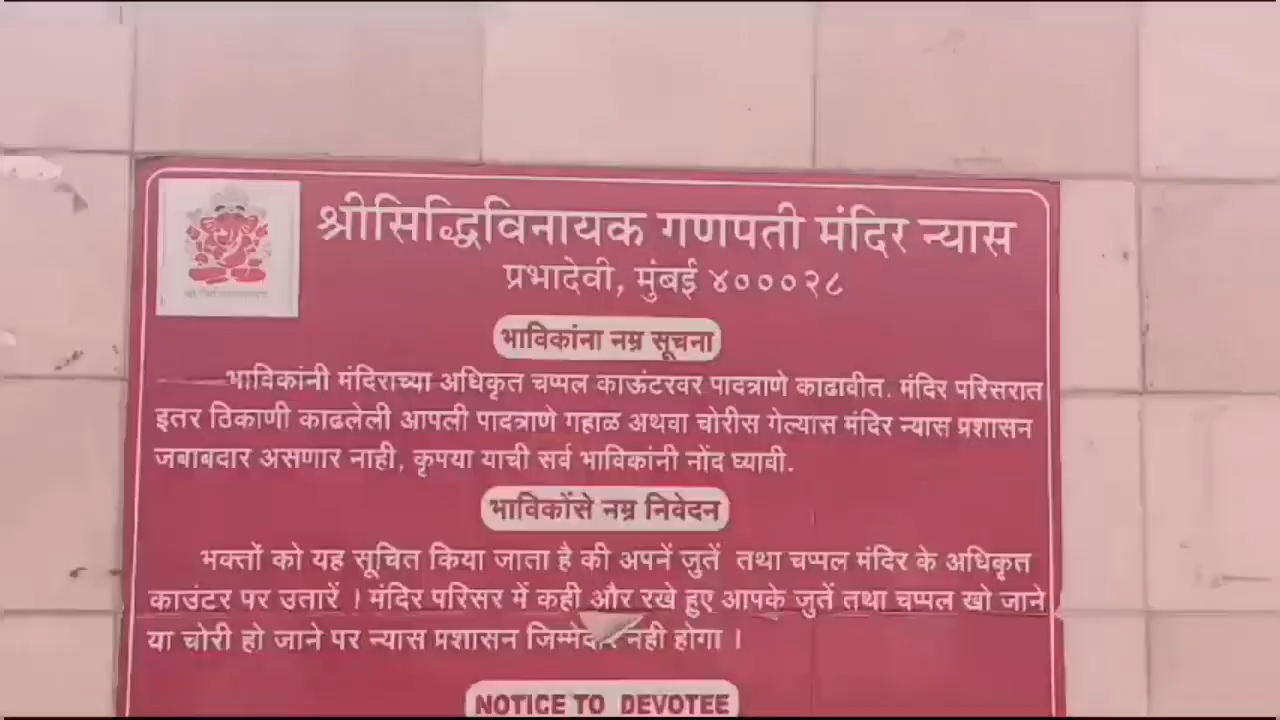 श्रीसिद्धिविनायक गणपती मंदिर न्यास
प्रभादेवी, मुंबई ४०००२८
भाविकांना नम्र सूचना
भाविकांनी मंदिराच्या अधिकृत चप्पल काऊंटरवर पादत्राणे काढावीत. मंदिर परिसरात
इतर ठिकाणी काढलेली आपली पादत्राणे गहाळ अथवा चोरीस गेल्यास मंदिर न्यास प्रशासन
जबाबदार असणार नाही, कृपया याची सर्व भाविकांनी नोंद घ्यावी.
भाविकोंसे नम्र निवेदन
भक्तों को यह सूचित किया जाता है की अपनें जुतें तथा चप्पल मंदिर के अधिकृत
काउंटर पर उतारें । मंदिर परिसर में कही और रखे हुए आपके जुतें तथा चप्पल खो जाने
या चोरी हो जाने पर न्यास प्रशासन जिम्मेदार नही होगा ।
NOTICE TO DEVOTEE